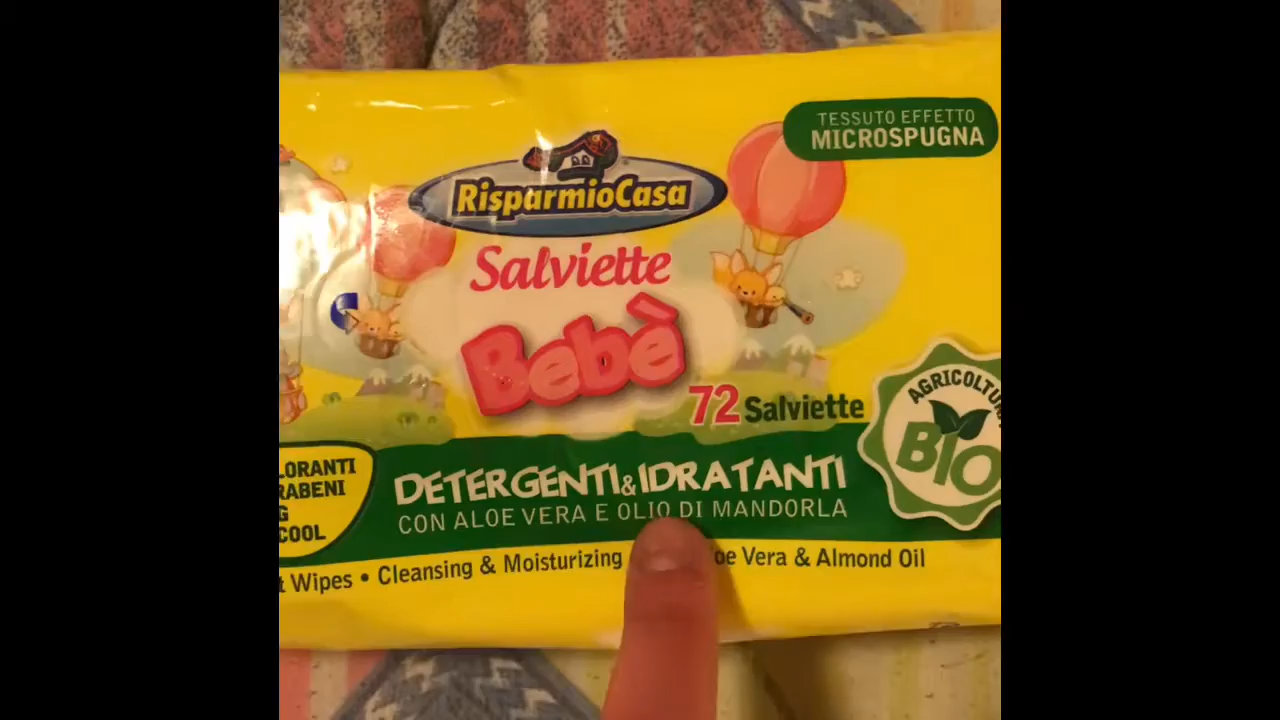 TESSUTO EFFETTO
MICROSPUGNA
RisparmioCasa
Salviette
Bebè
72 Salviette
AGRICOLTUR
BIO
LORANTI
RABENI
G
COOL
DETERGENTI & IDRATANTI
CON ALOE VERA E OLIO DI MANDORLA
t Wipes • Cleansing & Moisturizing oe Vera & Almond Oil